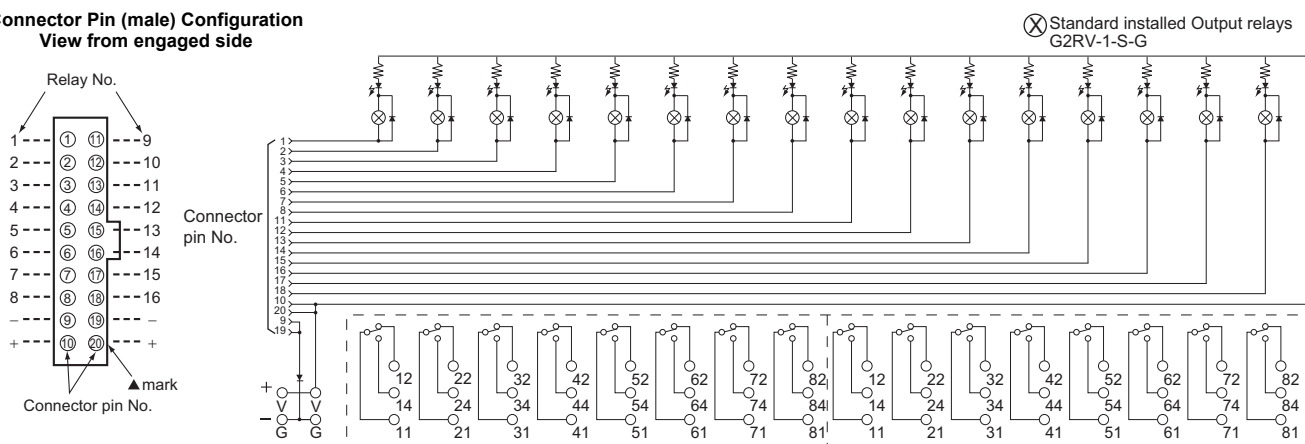 onnector Pin (male) Configuration
View from engaged side
Standard installed Output relays
G2RV-1-S-G
Relay No.
1 1 11 9
2 2 12 10
3 3 13 11
4 4 14 12
5 5 15 13
6 6 16 14
7 7 17 15
8 8 18 16
− 9 19 −
+ 10 20 +
▲mark
Connector pin No.
Connector
pin No.
1
2
3
4
5
6
7
8
11
12
13
14
15
16
17
18
10
20
9
19
+ V V
− G G
12 22 32 42 52 62 72 82 12 22 32 42 52 62 72 82
14 24 34 44 54 64 74 84 14 24 34 44 54 64 74 84
11 21 31 41 51 61 71 81 11 21 31 41 51 61 71 81